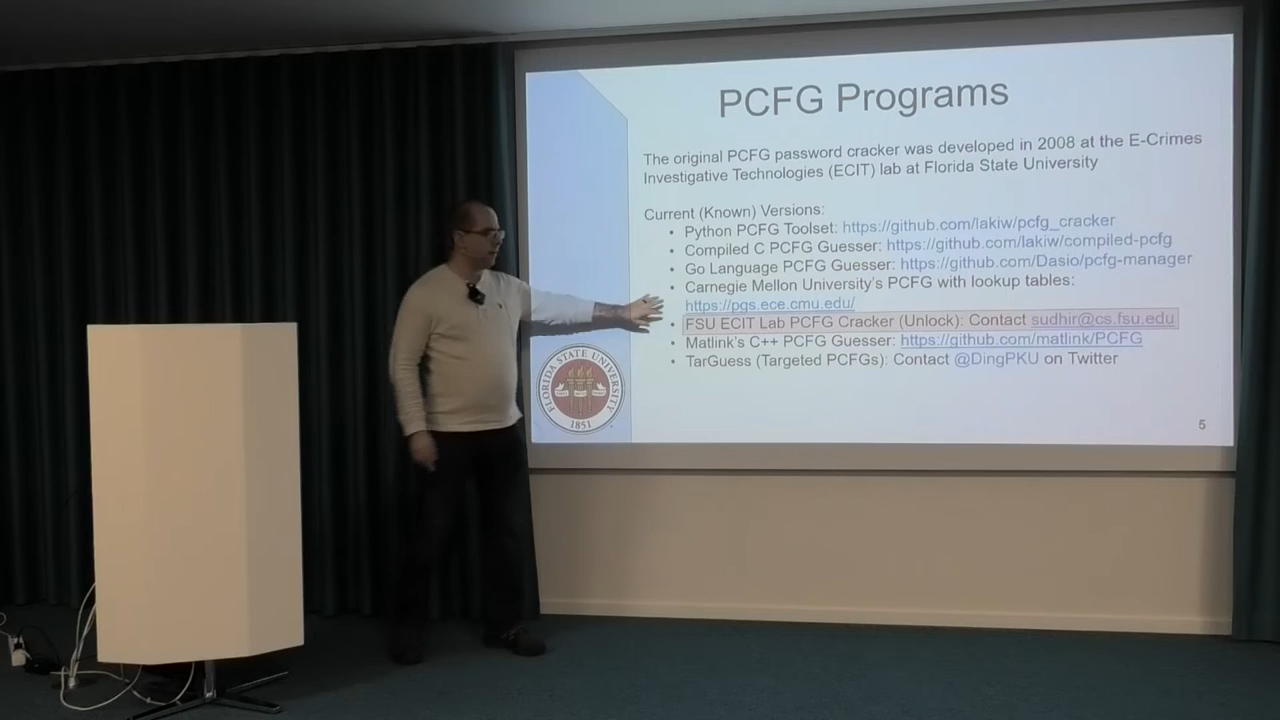 PCFG Programs
The original PCFG password cracker was developed in 2008 at the E-Crimes
Investigative Technologies (ECIT) lab at Florida State University
Current (Known) Versions:
• Python PCFG Toolset: https://github.com/lakiw/pcfg_cracker
• Compiled C PCFG Guesser: https://github.com/lakiw/compiled-pcfg
• Go Language PCFG Guesser: https://github.com/Dasio/pcfg-manager
• Carnegie Mellon University's PCFG with lookup tables:
https://pgs.ece.cmu.edu/
• FSU ECIT Lab PCFG Cracker (Unlock): Contact sudhir@cs.fsu.edu
• Matlink's C++ PCFG Guesser: https://github.com/matlink/PCFG
• TarGuess (Targeted PCFGs): Contact @DingPKU on Twitter
FLORIDA STATE UNIVERSITY
1851
5